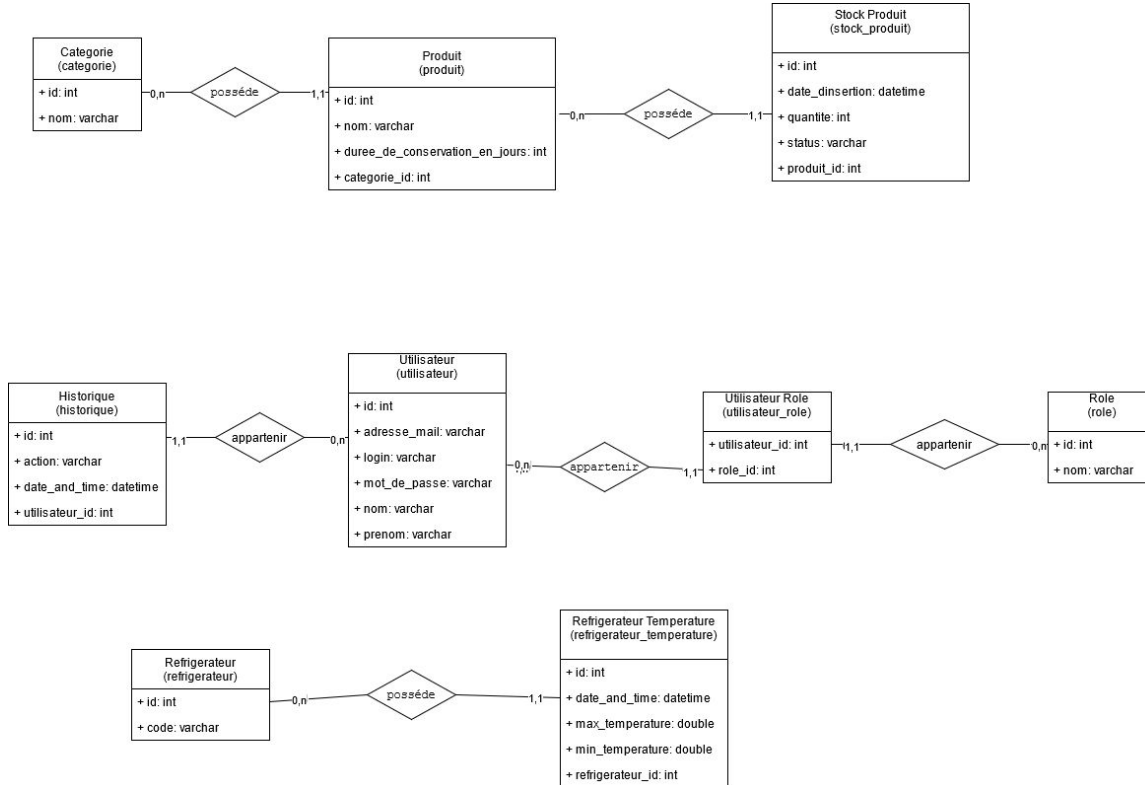 Categorie
(categorie)
+ id: int
+ nom: varchar
0,n
posséde
1,1
Produit
(produit)
+ id: int
+ nom: varchar
+ duree_de_conservation_en_jours: int
+ categorie_id: int
0,n
posséde
1,1
Stock Produit
(stock_produit)
+ id: int
+ date_dinsertion: datetime
+ quantite: int
+ status: varchar
+ produit_id: int
Historique
(historique)
+ id: int
+ action: varchar
+ date_and_time: datetime
+ utilisateur_id: int
1,1
appartenir
0,n
Utilisateur
(utilisateur)
+ id: int
+ adresse_mail: varchar
+ login: varchar
+ mot_de_passe: varchar
+ nom: varchar
+ prenom: varchar
0,n
appartenir
1,1
Utilisateur Role
(utilisateur_role)
+ utilisateur_id: int
+ role_id: int
1,1
appartenir
0,n
Role
(role)
+ id: int
+ nom: varchar
Refrigerateur
(refrigerateur)
+ id: int
+ code: varchar
0,n
posséde
1,1
Refrigerateur Temperature
(refrigerateur_temperature)
+ id: int
+ date_and_time: datetime
+ max_temperature: double
+ min_temperature: double
+ refrigerateur_id: int